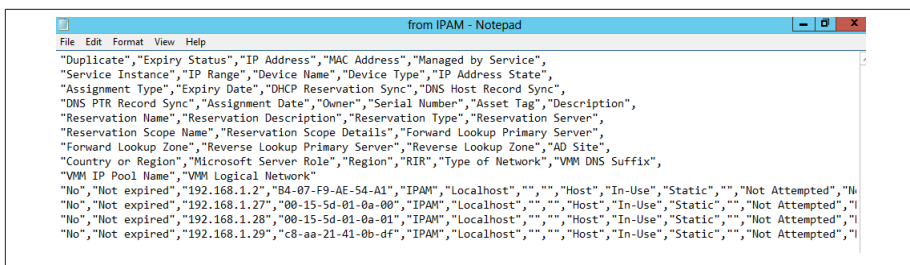 from IPAM - Notepad
File Edit Format View Help
"Duplicate","Expiry Status","IP Address","MAC Address","Managed by Service",
"Service Instance","IP Range","Device Name","Device Type","IP Address State",
"Assignment Type","Expiry Date","DHCP Reservation Sync","DNS Host Record Sync",
"DNS PTR Record Sync","Assignment Date","Owner","Serial Number","Asset Tag","Description",
"Reservation Name","Reservation Description","Reservation Type","Reservation Server",
"Reservation Scope Name","Reservation Scope Details","Forward Lookup Primary Server",
"Forward Lookup Zone","Reverse Lookup Primary Server","Reverse Lookup Zone","AD Site",
"Country or Region","Microsoft Server Role","Region","RIR","Type of Network","VMM DNS Suffix",
"VMM IP Pool Name","VMM Logical Network"
"No","Not expired","192.168.1.2","B4-07-F9-AE-54-A1","IPAM","Localhost","","","Host","In-Use","Static","","Not Attempted","N
"No","Not expired","192.168.1.27","00-15-5d-01-0a-00","IPAM","Localhost","","","Host","In-Use","Static","","Not Attempted","
"No","Not expired","192.168.1.28","00-15-5d-01-0a-01","IPAM","Localhost","","","Host","In-Use","Static","","Not Attempted","
"No","Not expired","192.168.1.29","c8-aa-21-41-0b-df","IPAM","Localhost","","","Host","In-Use","Static","","Not Attempted","